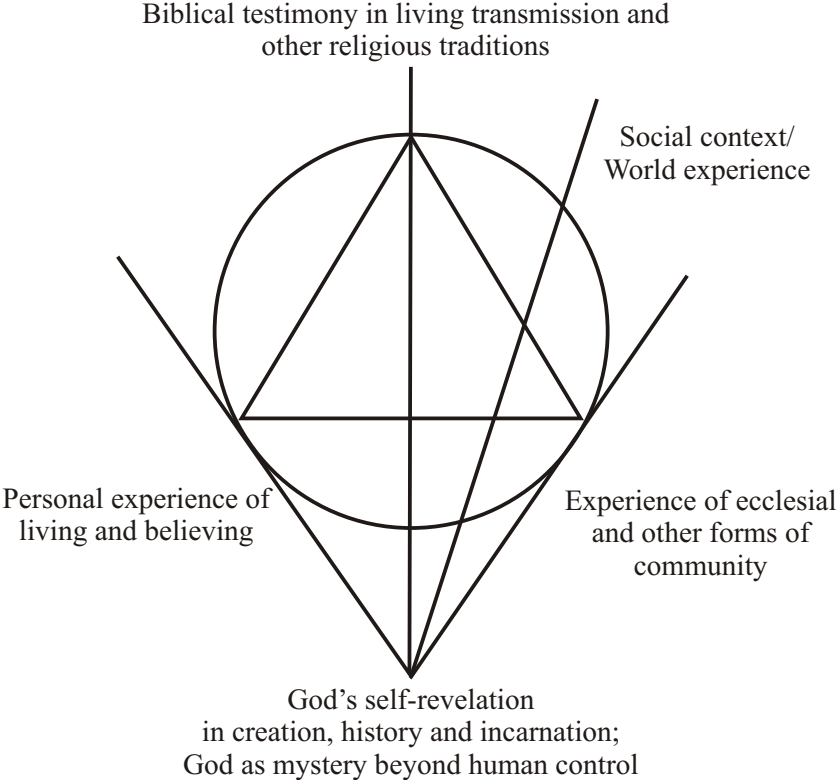 Biblical testimony in living transmission and
other religious traditions
Social context/
World experience
Personal experience of
living and believing
Experience of ecclesial
and other forms of
community
God’s self-revelation
in creation, history and incarnation;
God as mystery beyond human control